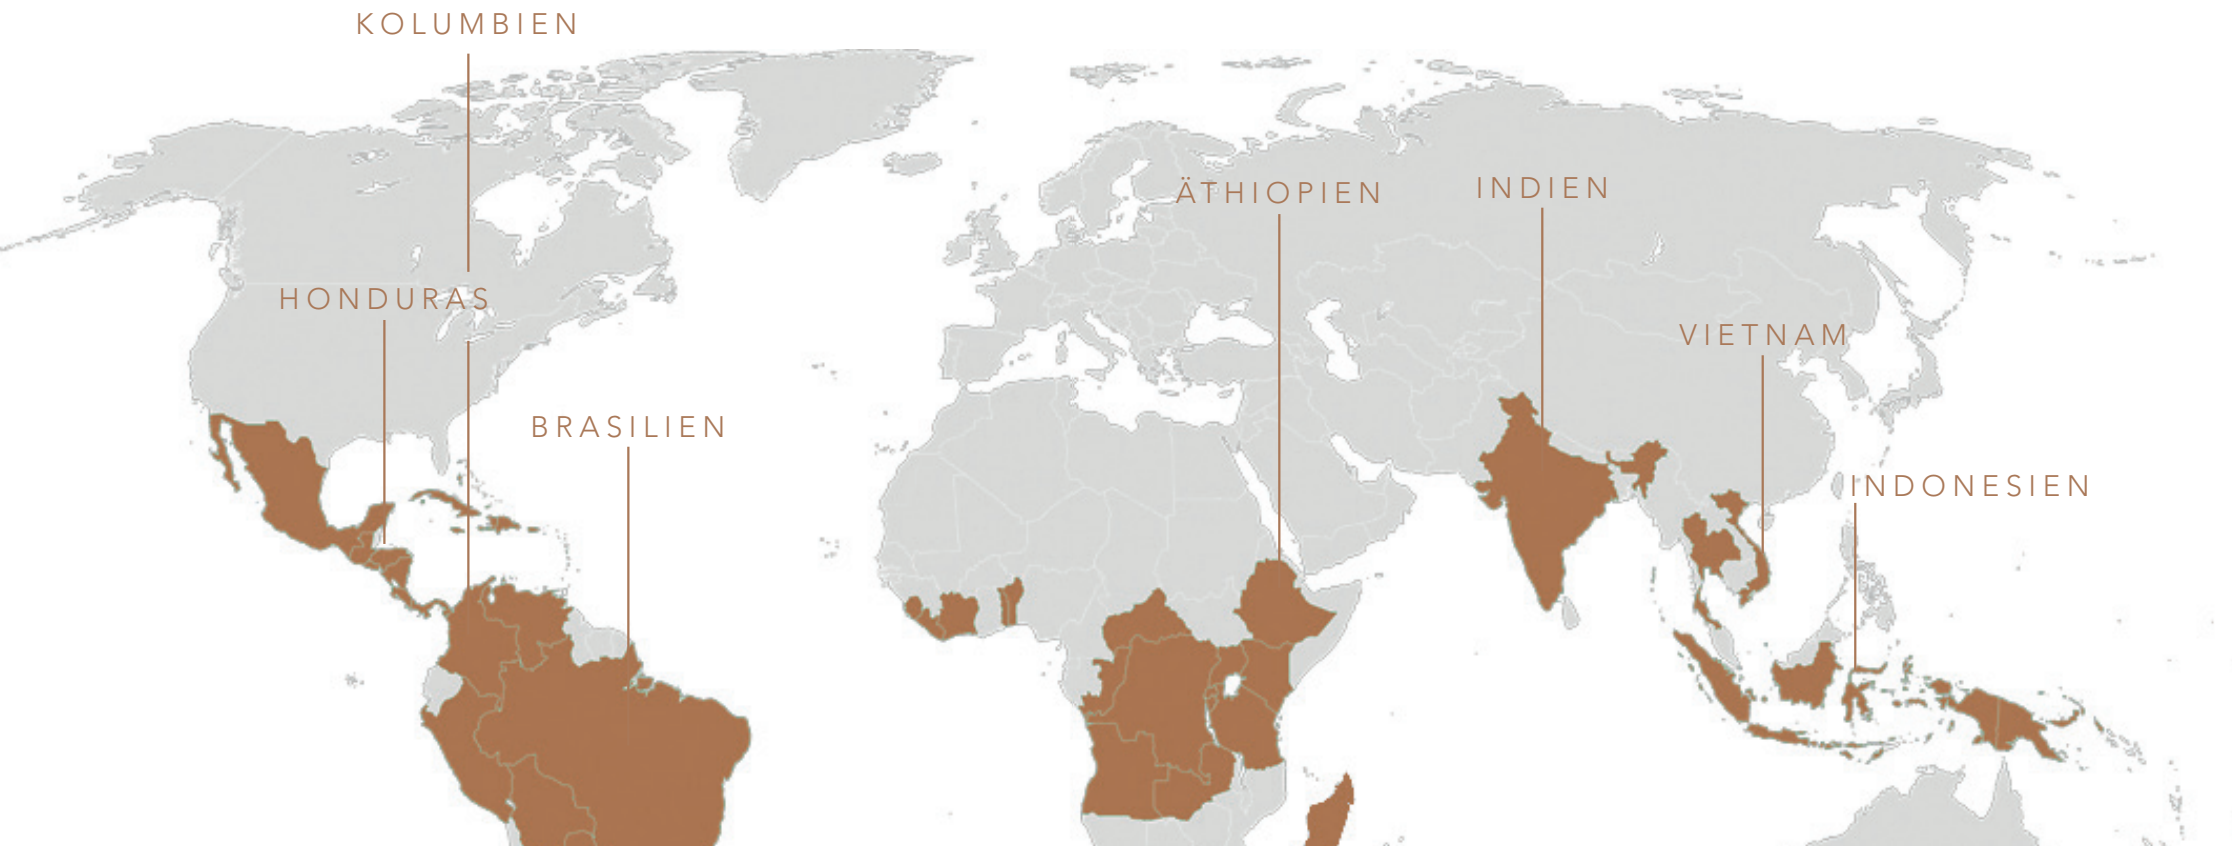 KOLUMBIEN
ÄTHIOPIEN
INDIEN
HONDURAS
VIETNAM
BRASILIEN
INDONESIEN